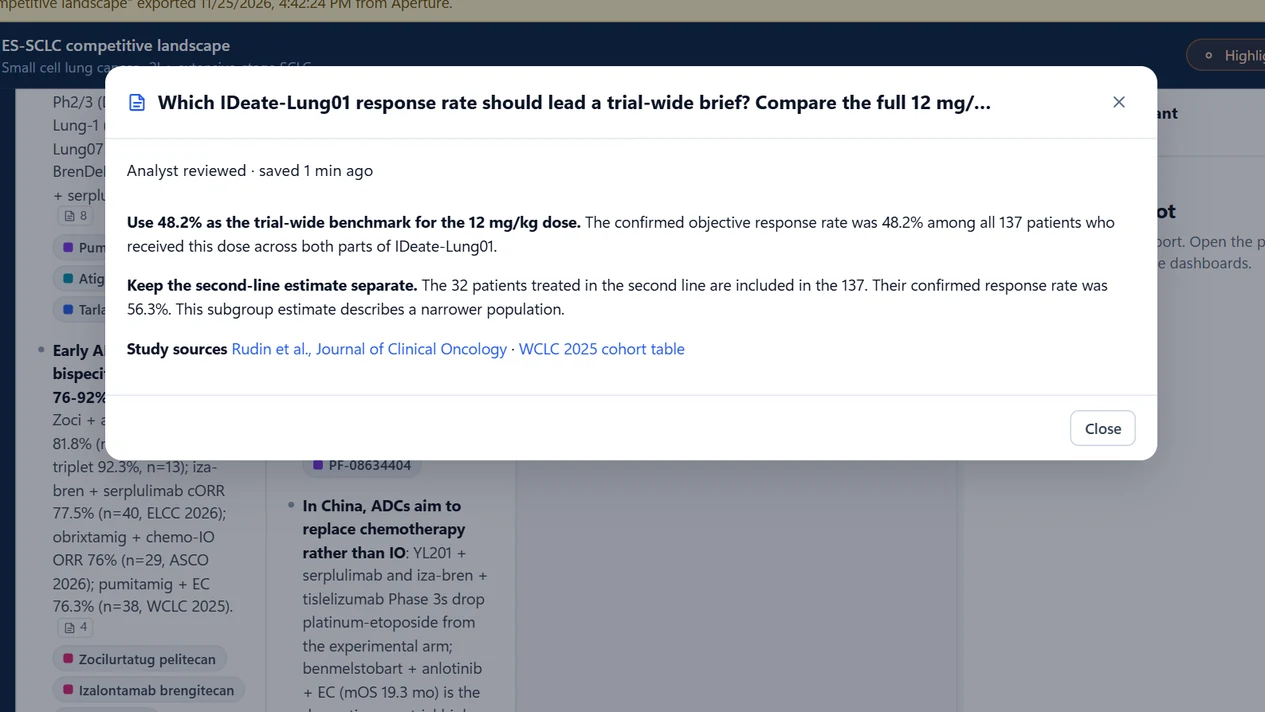 mpetitive landscape" exported 11/25/2026, 4:42:24 PM from Aperture.
ES-SCLC competitive landscape
Small cell lung
Highlig
Which IDeate-Lung01 response rate should lead a trial-wide brief? Compare the full 12 mg/...
Analyst reviewed · saved 1 min ago
Use 48.2% as the trial-wide benchmark for the 12 mg/kg dose. The confirmed objective response rate was 48.2% among all 137 patients who
received this dose across both parts of IDeate-Lung01.
Keep the second-line estimate separate. The 32 patients treated in the second line are included in the 137. Their confirmed response rate was
56.3%. This subgroup estimate describes a narrower population.
Study sources Rudin et al., Journal of Clinical Oncology · WCLC 2025 cohort table
Close
Ph2/3 (
Lung-1
Lung07
BrenDel
+ serplu
8
Pum
Atig
Tarla
Early A
bispecif
76-92%
Zoci + a
81.8% (
triplet 92.3%, n=13); iza-
bren + serplulimab cORR
77.5% (n=40, ELCC 2026);
obrixtamig + chemo-IO
ORR 76% (n=29, ASCO
2026); pumitamig + EC
76.3% (n=38, WCLC 2025).
4
Zocilurtatug pelitecan
Izalontamab brengitecan
PF-08634404
In China, ADCs aim to
replace chemotherapy
rather than IO: YL201 +
serplulimab and iza-bren +
tislelizumab Phase 3s drop
platinum-etoposide from
the experimental arm;
benmelstobart + anlotinib
+ EC (mOS 19.3 mo) is the
ant
ot
port. Open the p
e dashboards.